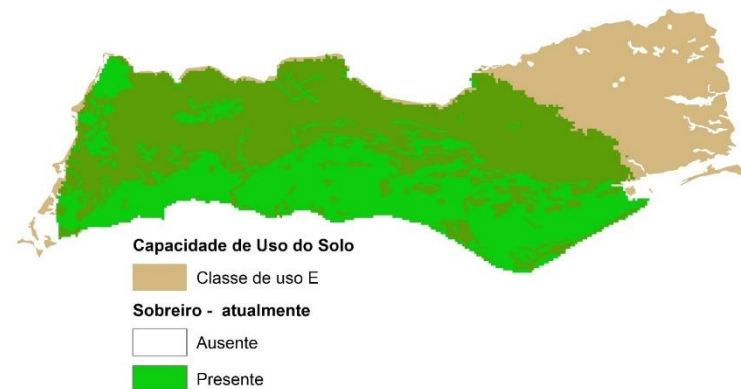 Capacidade de Uso do Solo
Classe de uso E
Sobreiro - atualmente
Ausente
Presente